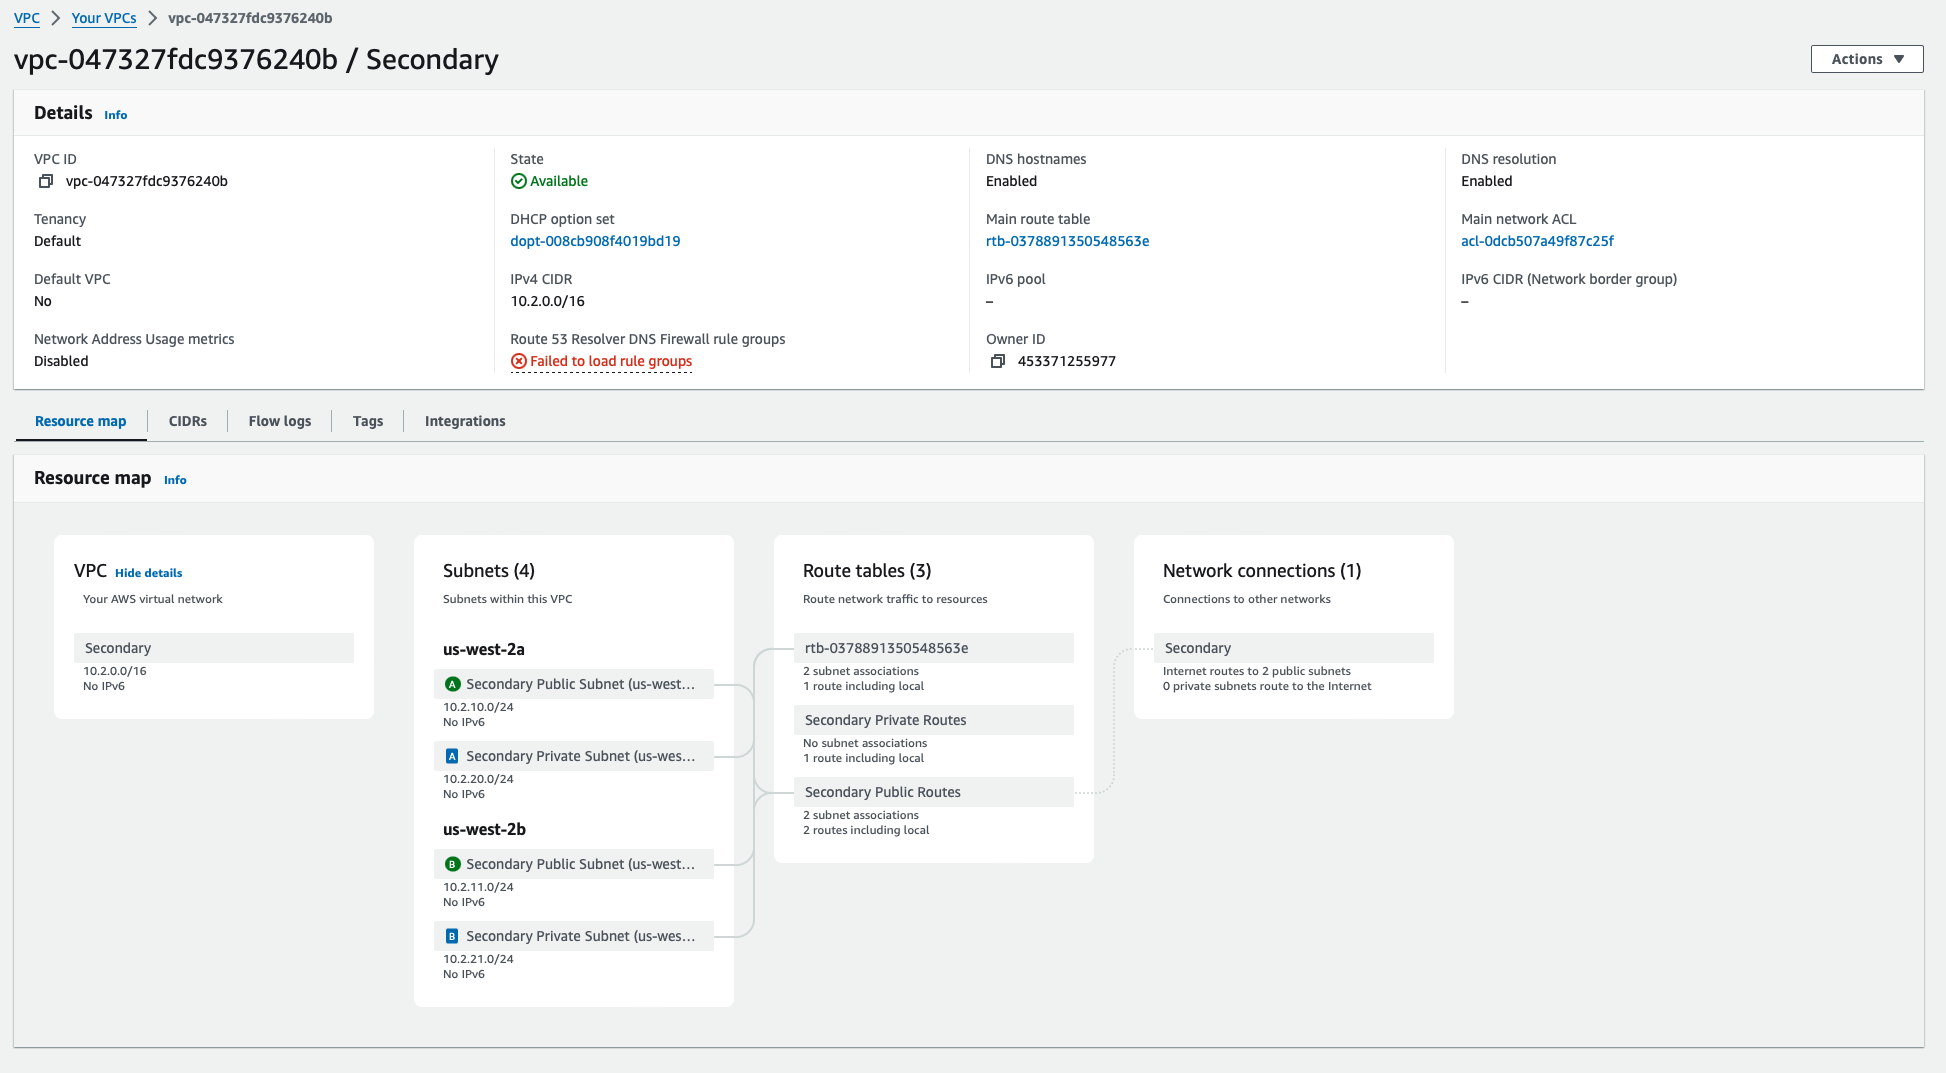 VPC > Your VPCs > vpc-047327fdc9376240b
vpc-047327fdc9376240b / Secondary
Actions
Details Info
VPC ID
vpc-047327fdc9376240b
State
Available
DNS hostnames
Enabled
DNS resolution
Enabled
Tenancy
Default
DHCP option set
dopt-008cb908f4019bd19
Main route table
rtb-0378891350548563e
Main network ACL
acl-0dcb507a49f87c25f
Default VPC
No
IPv4 CIDR
10.2.0.0/16
IPv6 pool
–
IPv6 CIDR (Network border group)
–
Network Address Usage metrics
Disabled
Route 53 Resolver DNS Firewall rule groups
Failed to load rule groups
Owner ID
453371255977
Resource map
CIDRs
Flow logs
Tags
Integrations
Resource map Info
VPC Hide details
Your AWS virtual network
Secondary
10.2.0.0/16
No IPv6
Subnets (4)
Subnets within this VPC
us-west-2a
A Secondary Public Subnet (us-west...
10.2.10.0/24
No IPv6
A Secondary Private Subnet (us-wes...
10.2.20.0/24
No IPv6
us-west-2b
B Secondary Public Subnet (us-west...
10.2.11.0/24
No IPv6
B Secondary Private Subnet (us-wes...
10.2.21.0/24
No IPv6
Route tables (3)
Route network traffic to resources
rtb-0378891350548563e
2 subnet associations
1 route including local
Secondary Private Routes
No subnet associations
1 route including local
Secondary Public Routes
2 subnet associations
2 routes including local
Network connections (1)
Connections to other networks
Secondary
Internet routes to 2 public subnets
0 private subnets route to the Internet